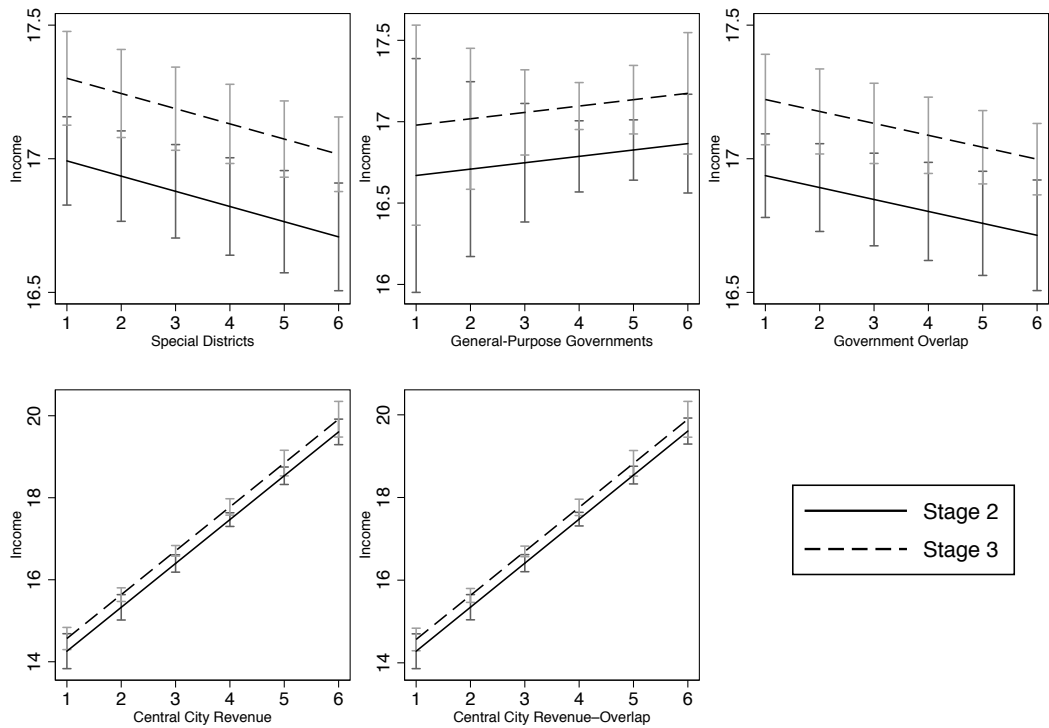 17.5
17
16.5
Income
1 2 3 4 5 6
Special Districts
17.5
17
16.5
16
Income
1 2 3 4 5 6
General-Purpose Governments
17.5
17
16.5
Income
1 2 3 4 5 6
Government Overlap
20
18
16
14
Income
1 2 3 4 5 6
Central City Revenue
20
18
16
14
Income
1 2 3 4 5 6
Central City Revenue–Overlap
Stage 2
Stage 3